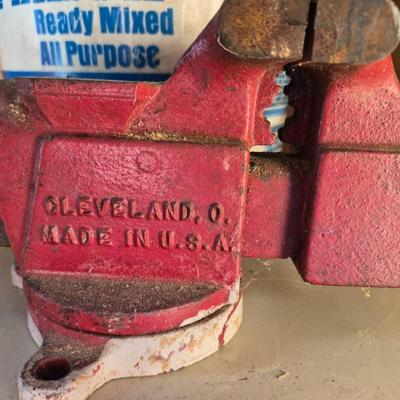 Ready Mixed
All Purpose
CLEVELAND, O.
MADE IN U.S.A.